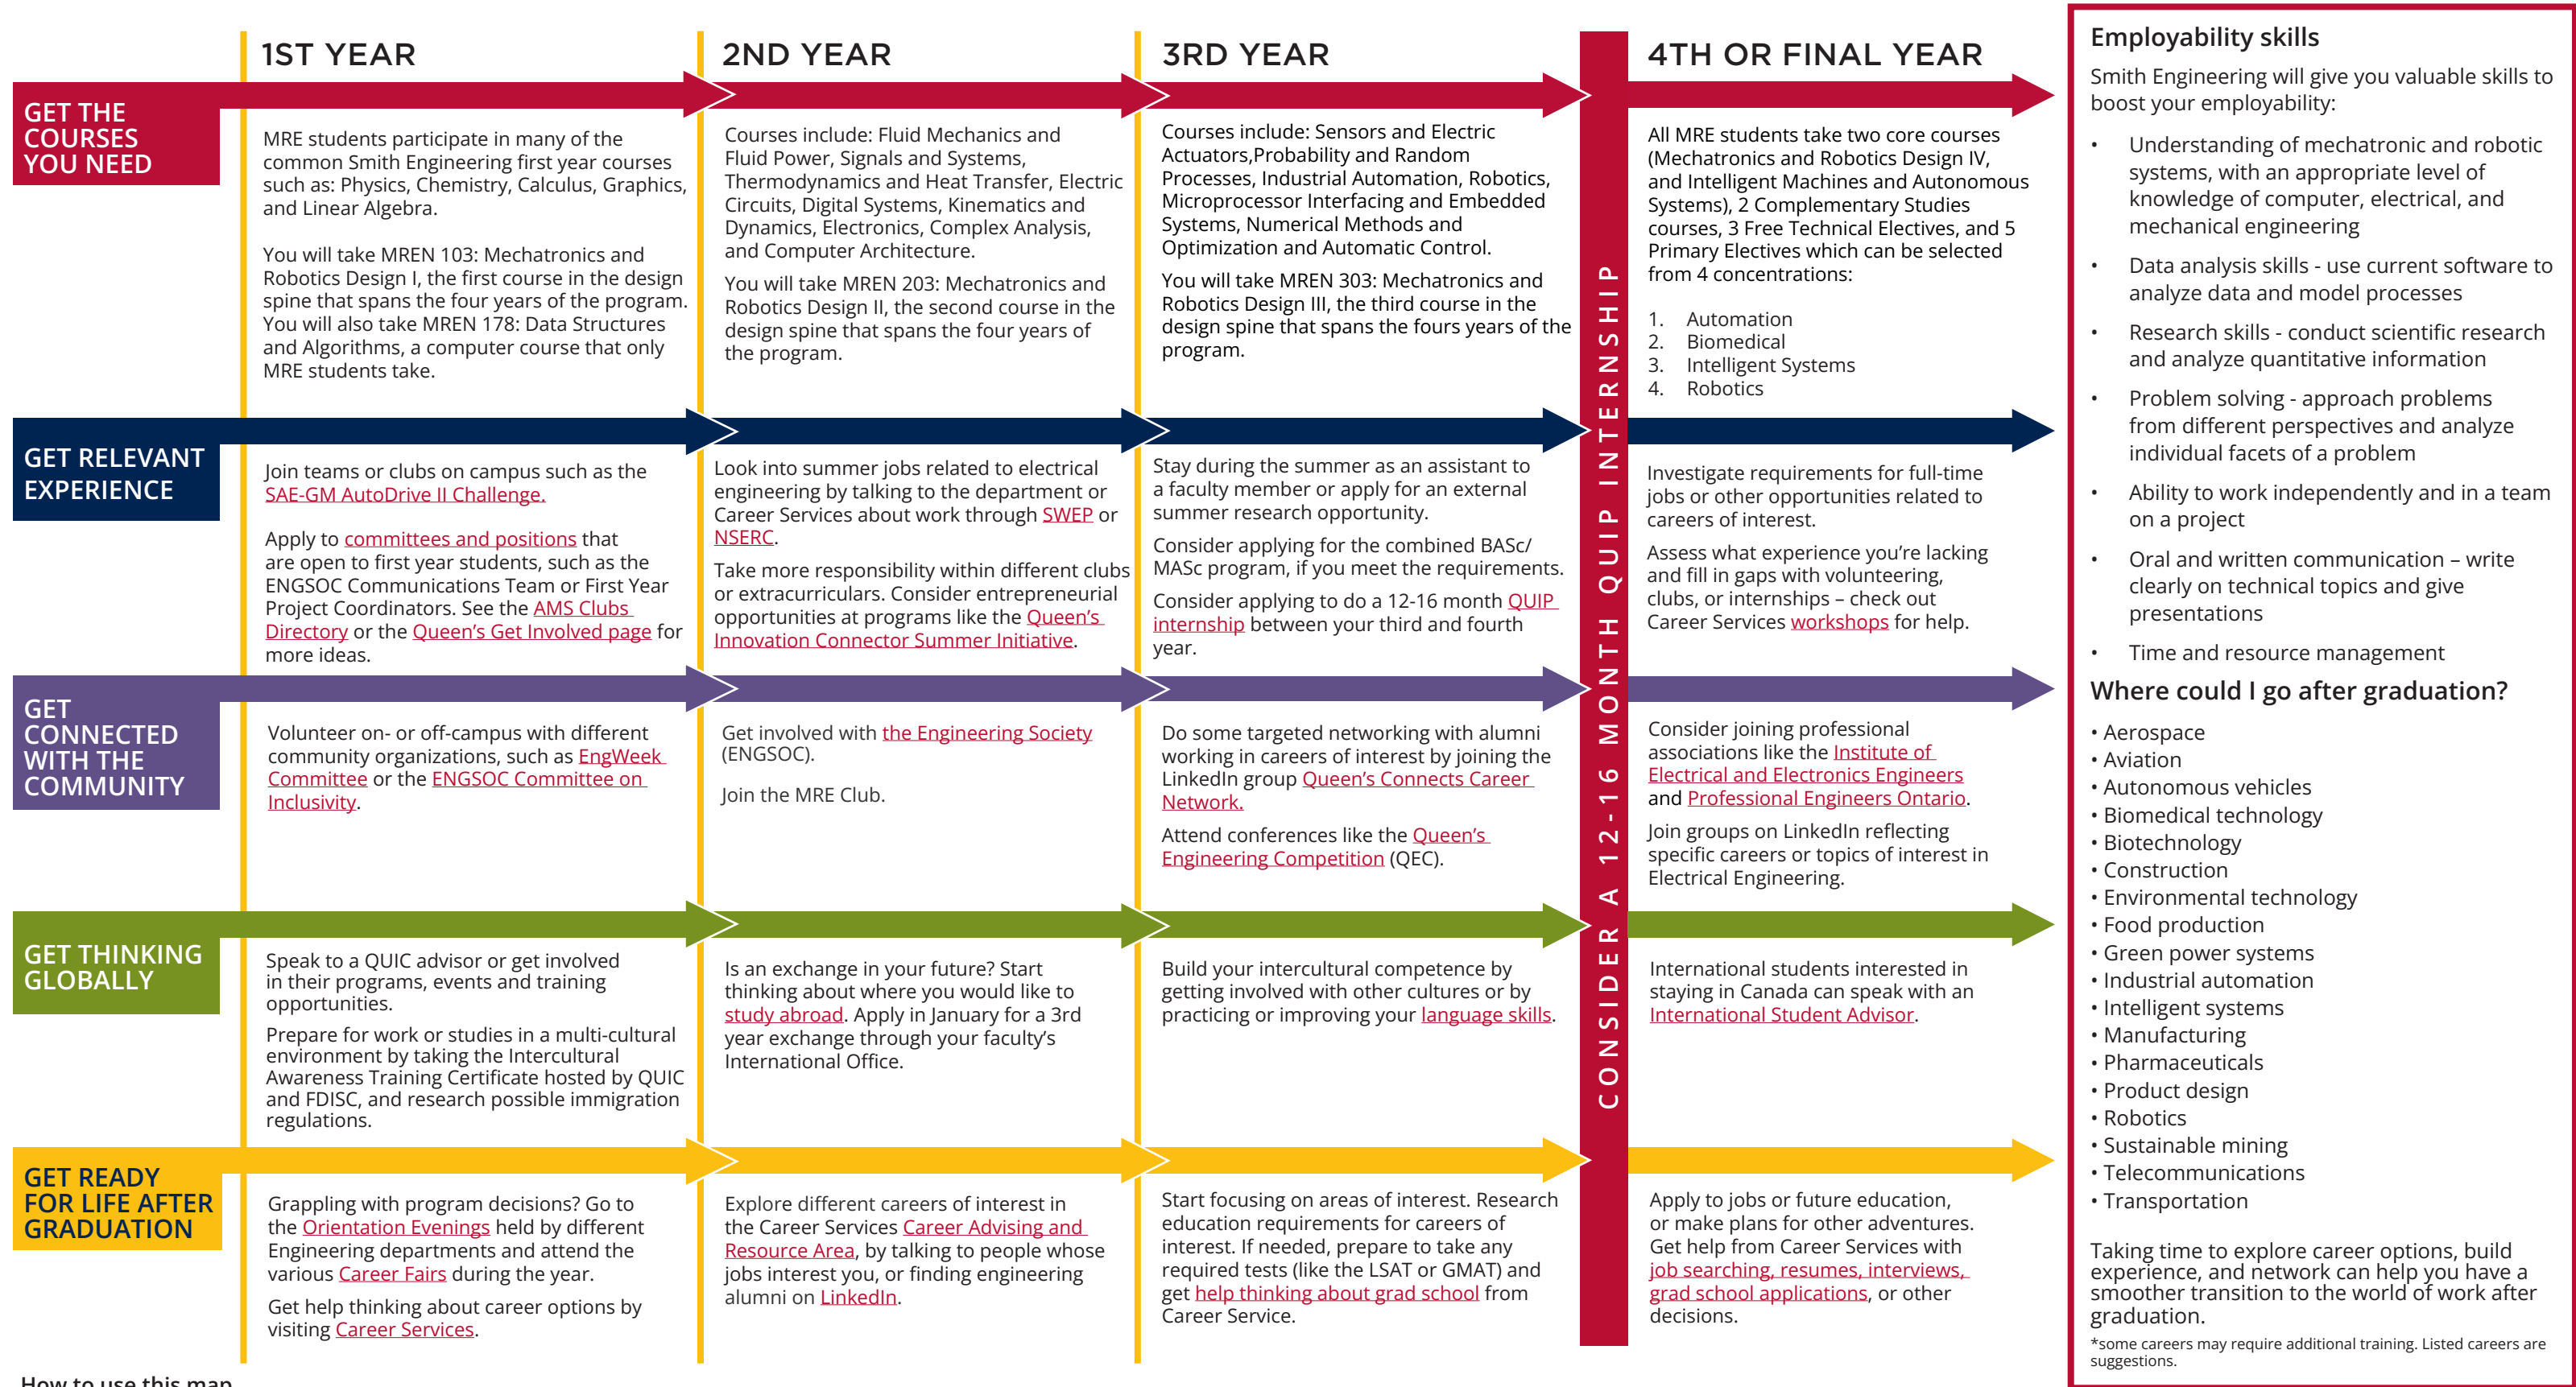 1ST YEAR
2ND YEAR
3RD YEAR
4TH OR FINAL YEAR
GET THE
COURSES
YOU NEED
MRE students participate in many of the
common Smith Engineering first year courses
such as: Physics, Chemistry, Calculus, Graphics,
and Linear Algebra.
You will take MREN 103: Mechatronics and
Robotics Design I, the first course in the design
spine that spans the four years of the program.
You will also take MREN 178: Data Structures
and Algorithms, a computer course that only
MRE students take.
Courses include: Fluid Mechanics and
Fluid Power, Signals and Systems,
Thermodynamics and Heat Transfer, Electric
Circuits, Digital Systems, Kinematics and
Dynamics, Electronics, Complex Analysis,
and Computer Architecture.
You will take MREN 203: Mechatronics and
Robotics Design II, the second course in the
design spine that spans the four years of
the program.
Courses include: Sensors and Electric
Actuators,Probability and Random
Processes, Industrial Automation, Robotics,
Microprocessor Interfacing and Embedded
Systems, Numerical Methods and
Optimization and Automatic Control.
You will take MREN 303: Mechatronics and
Robotics Design III, the third course in the
design spine that spans the fours years of the
program.
All MRE students take two core courses
(Mechatronics and Robotics Design IV,
and Intelligent Machines and Autonomous
Systems), 2 Complementary Studies
courses, 3 Free Technical Electives, and 5
Primary Electives which can be selected
from 4 concentrations:
1. Automation
2. Biomedical
3. Intelligent Systems
4. Robotics
GET RELEVANT
EXPERIENCE
Join teams or clubs on campus such as the
SAE-GM AutoDrive II Challenge.
Apply to committees and positions that
are open to first year students, such as the
ENGSOC Communications Team or First Year
Project Coordinators. See the AMS Clubs
Directory or the Queen's Get Involved page for
more ideas.
Look into summer jobs related to electrical
engineering by talking to the department or
Career Services about work through SWEP or
NSERC.
Take more responsibility within different clubs
or extracurriculars. Consider entrepreneurial
opportunities at programs like the Queen's
Innovation Connector Summer Initiative.
Stay during the summer as an assistant to
a faculty member or apply for an external
summer research opportunity.
Consider applying for the combined BASc/
MASc program, if you meet the requirements.
Consider applying to do a 12-16 month QUIP
internship between your third and fourth
year.
Investigate requirements for full-time
jobs or other opportunities related to
careers of interest.
Assess what experience you're lacking
and fill in gaps with volunteering,
clubs, or internships – check out
Career Services workshops for help.
GET
CONNECTED
WITH THE
COMMUNITY
Volunteer on- or off-campus with different
community organizations, such as EngWeek
Committee or the ENGSOC Committee on
Inclusivity.
Get involved with the Engineering Society
(ENGSOC).
Join the MRE Club.
Do some targeted networking with alumni
working in careers of interest by joining the
LinkedIn group Queen's Connects Career
Network.
Attend conferences like the Queen's
Engineering Competition (QEC).
Consider joining professional
associations like the Institute of
Electrical and Electronics Engineers
and Professional Engineers Ontario.
Join groups on LinkedIn reflecting
specific careers or topics of interest in
Electrical Engineering.
GET THINKING
GLOBALLY
Speak to a QUIC advisor or get involved
in their programs, events and training
opportunities.
Prepare for work or studies in a multi-cultural
environment by taking the Intercultural
Awareness Training Certificate hosted by QUIC
and FDISC, and research possible immigration
regulations.
Is an exchange in your future? Start
thinking about where you would like to
study abroad. Apply in January for a 3rd
year exchange through your faculty's
International Office.
Build your intercultural competence by
getting involved with other cultures or by
practicing or improving your language skills.
International students interested in
staying in Canada can speak with an
International Student Advisor.
GET READY
FOR LIFE AFTER
GRADUATION
Grappling with program decisions? Go to
the Orientation Evenings held by different
Engineering departments and attend the
various Career Fairs during the year.
Get help thinking about career options by
visiting Career Services.
Explore different careers of interest in
the Career Services Career Advising and
Resource Area, by talking to people whose
jobs interest you, or finding engineering
alumni on LinkedIn.
Start focusing on areas of interest. Research
education requirements for careers of
interest. If needed, prepare to take any
required tests (like the LSAT or GMAT) and
get help thinking about grad school from
Career Service.
Apply to jobs or future education,
or make plans for other adventures.
Get help from Career Services with
job searching, resumes, interviews,
grad school applications, or other
decisions.
CONSIDER A 12-16 MONTH QUIP INTERNSHIP
Employability skills
Smith Engineering will give you valuable skills to
boost your employability:
• Understanding of mechatronic and robotic
systems, with an appropriate level of
knowledge of computer, electrical, and
mechanical engineering
• Data analysis skills - use current software to
analyze data and model processes
• Research skills - conduct scientific research
and analyze quantitative information
• Problem solving - approach problems
from different perspectives and analyze
individual facets of a problem
• Ability to work independently and in a team
on a project
• Oral and written communication – write
clearly on technical topics and give
presentations
• Time and resource management
Where could I go after graduation?
• Aerospace
• Aviation
• Autonomous vehicles
• Biomedical technology
• Biotechnology
• Construction
• Environmental technology
• Food production
• Green power systems
• Industrial automation
• Intelligent systems
• Manufacturing
• Pharmaceuticals
• Product design
• Robotics
• Sustainable mining
• Telecommunications
• Transportation
Taking time to explore career options, build
experience, and network can help you have a
smoother transition to the world of work after
graduation.
*some careers may require additional training. Listed careers are
suggestions.
How to use this map